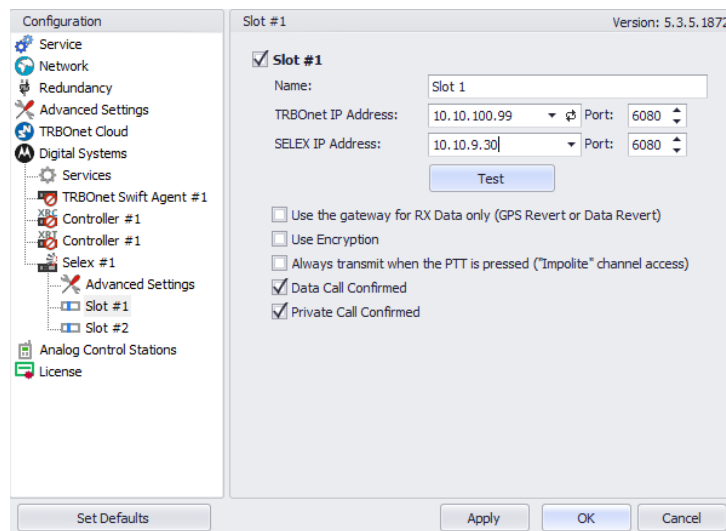 Configuration
Service
Network
Redundancy
Advanced Settings
TRBOnet Cloud
Digital Systems
Services
TRBOnet Swift Agent #1
XRC
Controller #1
XRT
Controller #1
Selex #1
Advanced Settings
Slot #1
Slot #2
Analog Control Stations
License
Set Defaults
Slot #1 Version: 5.3.5.1872
Slot #1
Name: Slot 1
TRBOnet IP Address: 10.10.100.99 Port: 6080
SELEX IP Address: 10.10.9.30 Port: 6080
Test
Use the gateway for RX Data only (GPS Revert or Data Revert)
Use Encryption
Always transmit when the PTT is pressed ("Impolite" channel access)
Data Call Confirmed
Private Call Confirmed
Apply OK Cancel